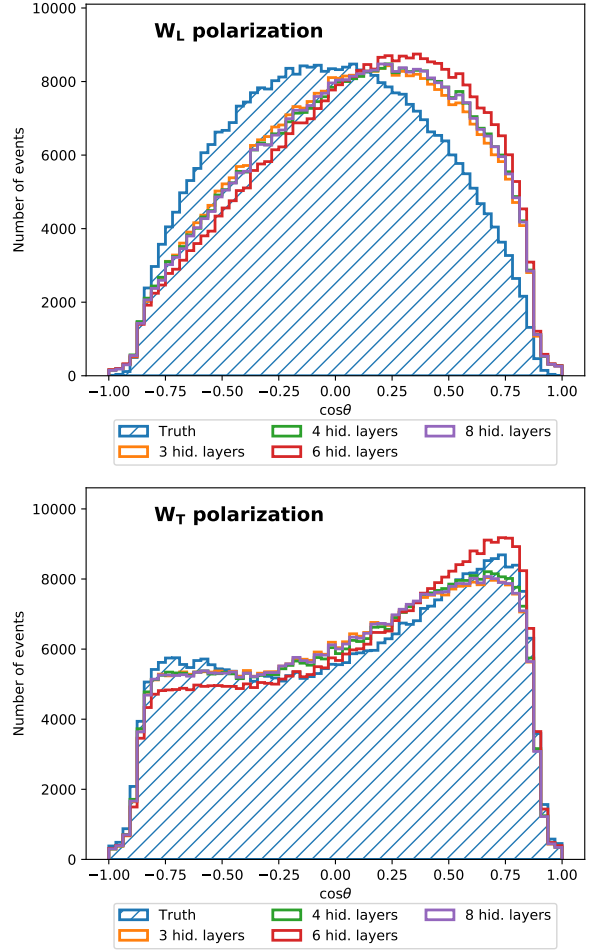 W_L polarization
10000
8000
6000
4000
2000
0
Number of events
−1.00 −0.75 −0.50 −0.25 0.00 0.25 0.50 0.75 1.00
cosθ
Truth 4 hid. layers 8 hid. layers
3 hid. layers 6 hid. layers
W_T polarization
10000
8000
6000
4000
2000
0
Number of events
−1.00 −0.75 −0.50 −0.25 0.00 0.25 0.50 0.75 1.00
cosθ
Truth 4 hid. layers 8 hid. layers
3 hid. layers 6 hid. layers